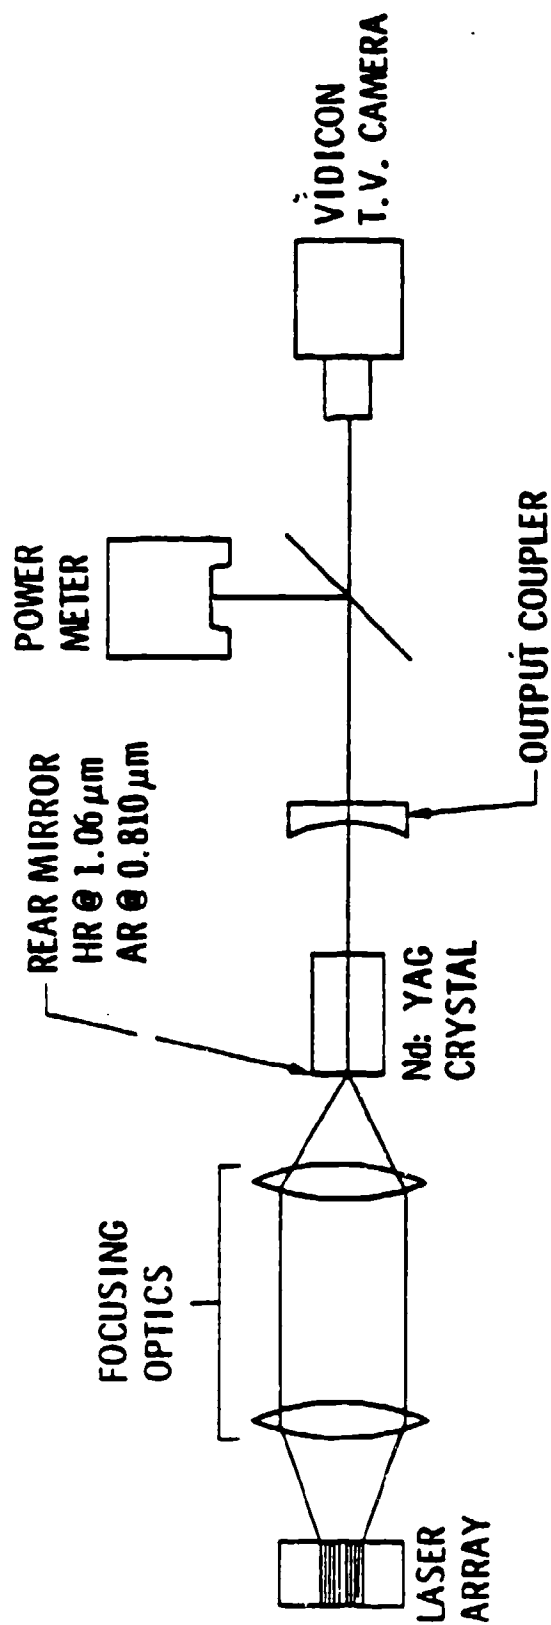 LASER
ARRAY
FOCUSING
OPTICS
REAR MIRROR
HR @ 1.06 μm
AR @ 0.810 μm
Nd: YAG
CRYSTAL
OUTPUT COUPLER
POWER
METER
VIDICON
T.V. CAMERA